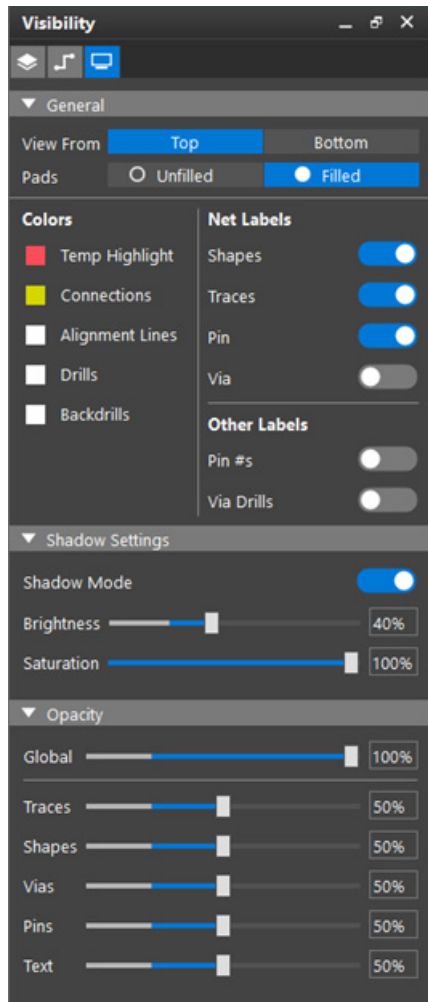 Visibility
General
View From Top Bottom
Pads Unfilled Filled
Colors
Temp Highlight
Connections
Alignment Lines
Drills
Backdrills
Net Labels
Shapes
Traces
Pin
Via
Other Labels
Pin #s
Via Drills
Shadow Settings
Shadow Mode
Brightness 40%
Saturation 100%
Opacity
Global 100%
Traces 50%
Shapes 50%
Vias 50%
Pins 50%
Text 50%